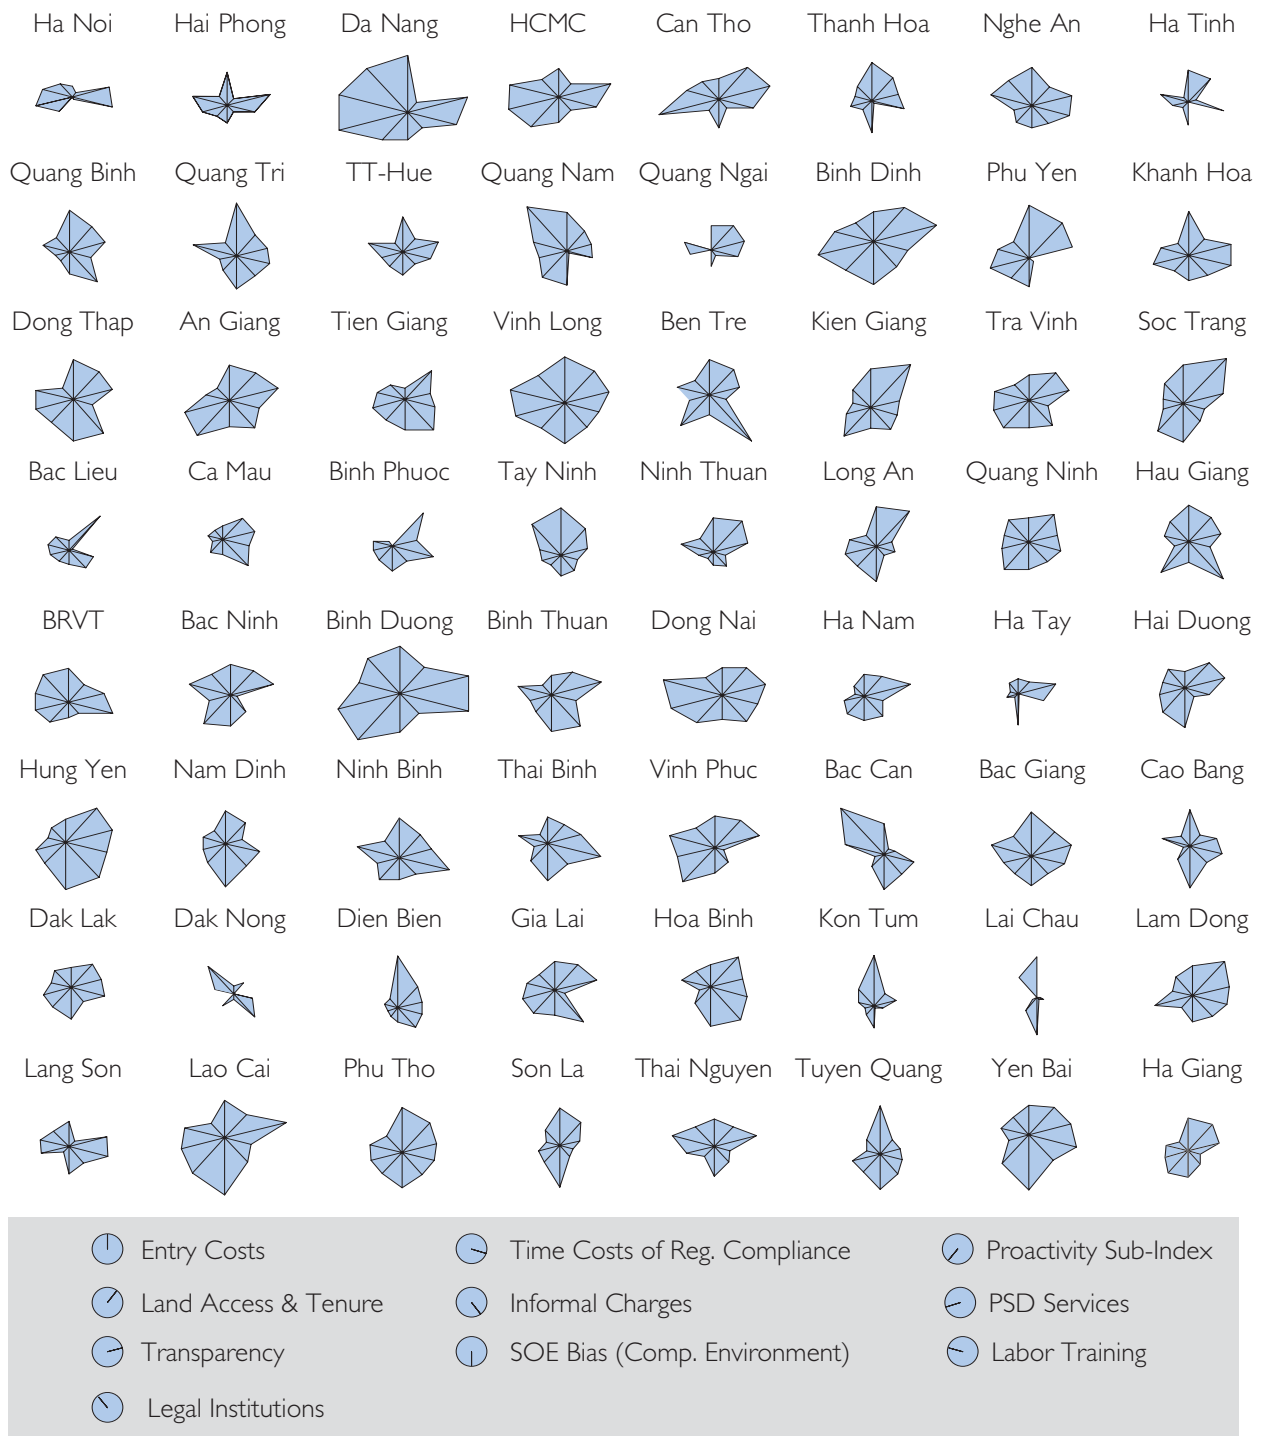 Ha Noi Hai Phong Da Nang HCMC Can Tho Thanh Hoa Nghe An Ha Tinh
Quang Binh Quang Tri TT-Hue Quang Nam Quang Ngai Binh Dinh Phu Yen Khanh Hoa
Dong Thap An Giang Tien Giang Vinh Long Ben Tre Kien Giang Tra Vinh Soc Trang
Bac Lieu Ca Mau Binh Phuoc Tay Ninh Ninh Thuan Long An Quang Ninh Hau Giang
BRVT Bac Ninh Binh Duong Binh Thuan Dong Nai Ha Nam Ha Tay Hai Duong
Hung Yen Nam Dinh Ninh Binh Thai Binh Vinh Phuc Bac Can Bac Giang Cao Bang
Dak Lak Dak Nong Dien Bien Gia Lai Hoa Binh Kon Tum Lai Chau Lam Dong
Lang Son Lao Cai Phu Tho Son La Thai Nguyen Tuyen Quang Yen Bai Ha Giang
Entry Costs Time Costs of Reg. Compliance Proactivity Sub-Index
Land Access & Tenure Informal Charges PSD Services
Transparency SOE Bias (Comp. Environment) Labor Training
Legal Institutions